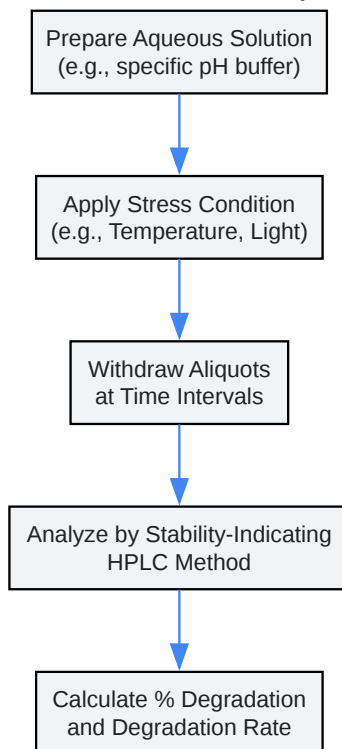 Prepare Aqueous Solution
(e.g., specific pH buffer)
Apply Stress Condition
(e.g., Temperature, Light)
Withdraw Aliquots
at Time Intervals
Analyze by Stability-Indicating
HPLC Method
Calculate % Degradation
and Degradation Rate